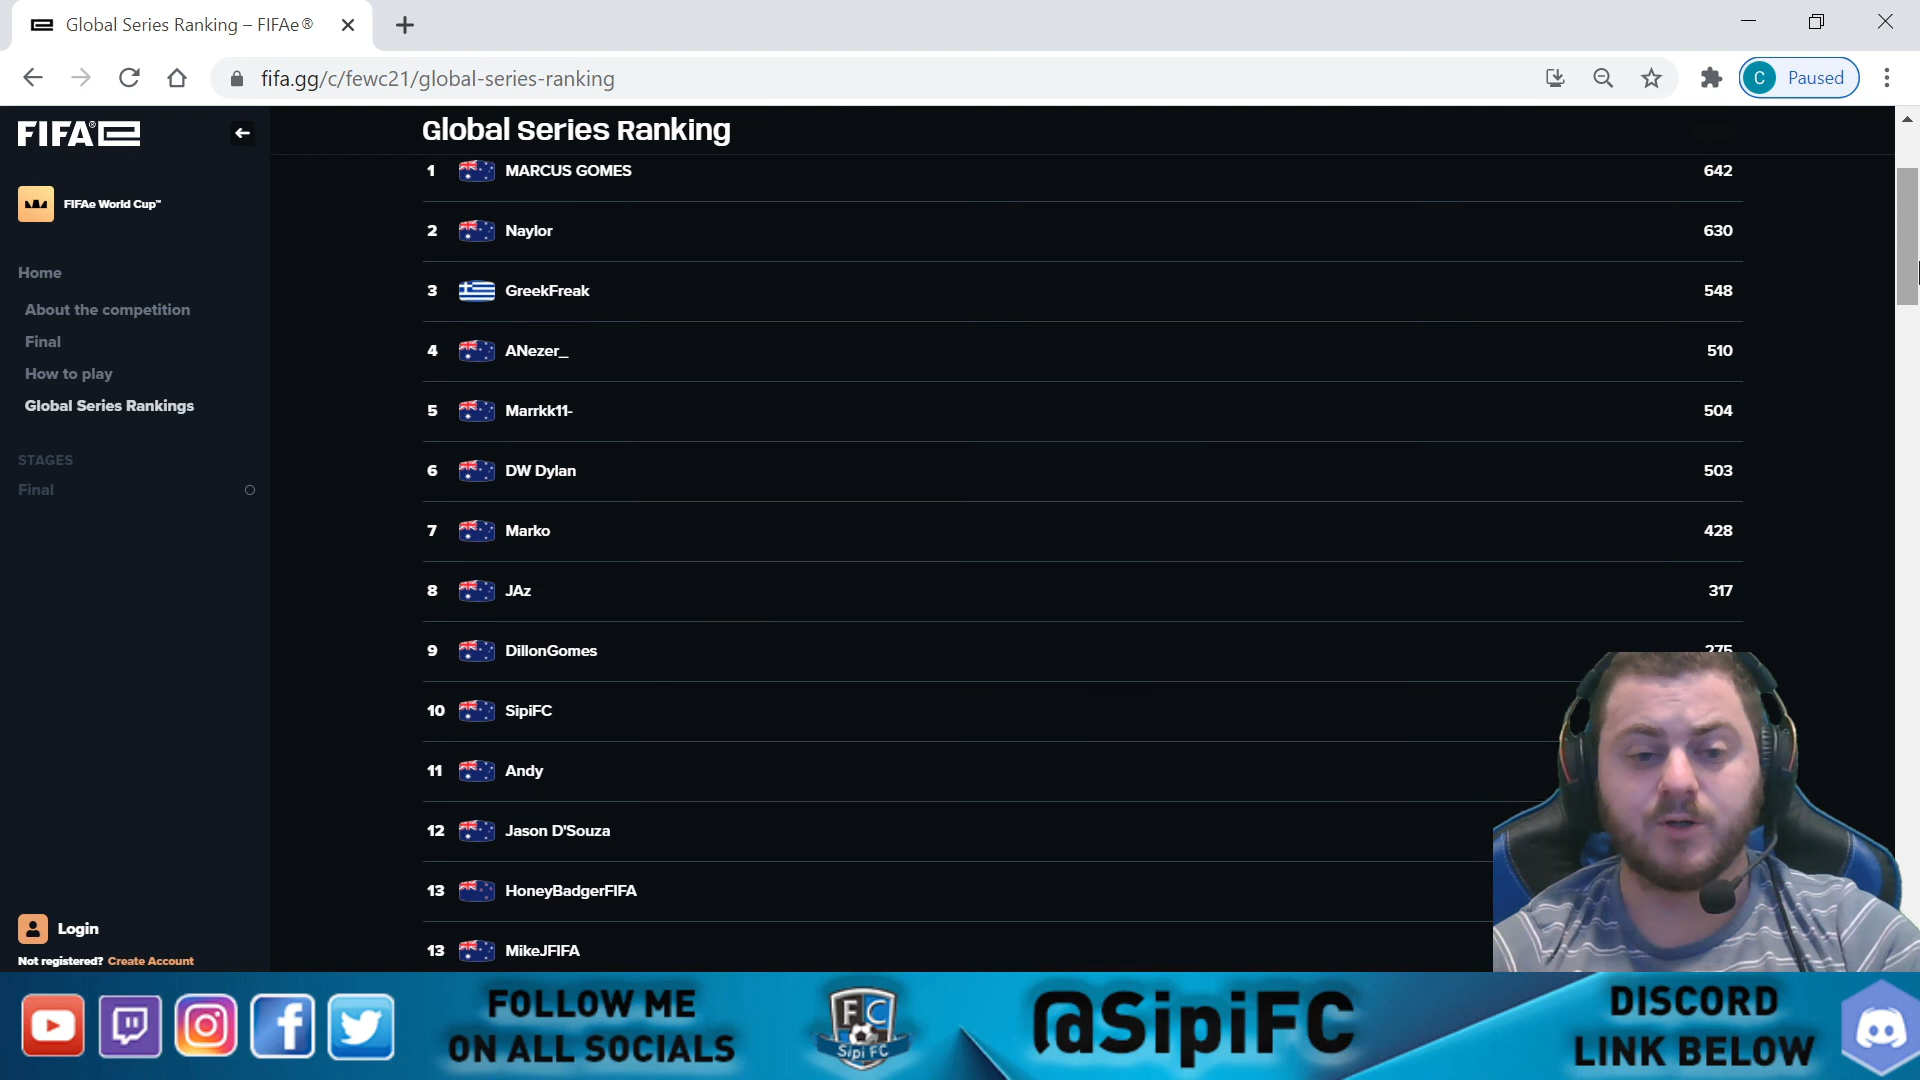 Global Series Ranking – FIFAe®
fifa.gg/c/fewc21/global-series-ranking
C Paused
FIFA®
FIFAe World Cup™
Home
About the competition
Final
How to play
Global Series Rankings
STAGES
Final
Login
Not registered? Create Account
Global Series Ranking
1 MARCUS GOMES 642
2 Naylor 630
3 GreekFreak 548
4 ANezer_ 510
5 Marrkk11- 504
6 DW Dylan 503
7 Marko 428
8 JAz 317
9 DillonGomes 275
10 SipiFC
11 Andy
12 Jason D'Souza
13 HoneyBadgerFIFA
13 MikeJFIFA
FOLLOW ME
ON ALL SOCIALS
FC
Sipi FC
@SipiFC
DISCORD
LINK BELOW